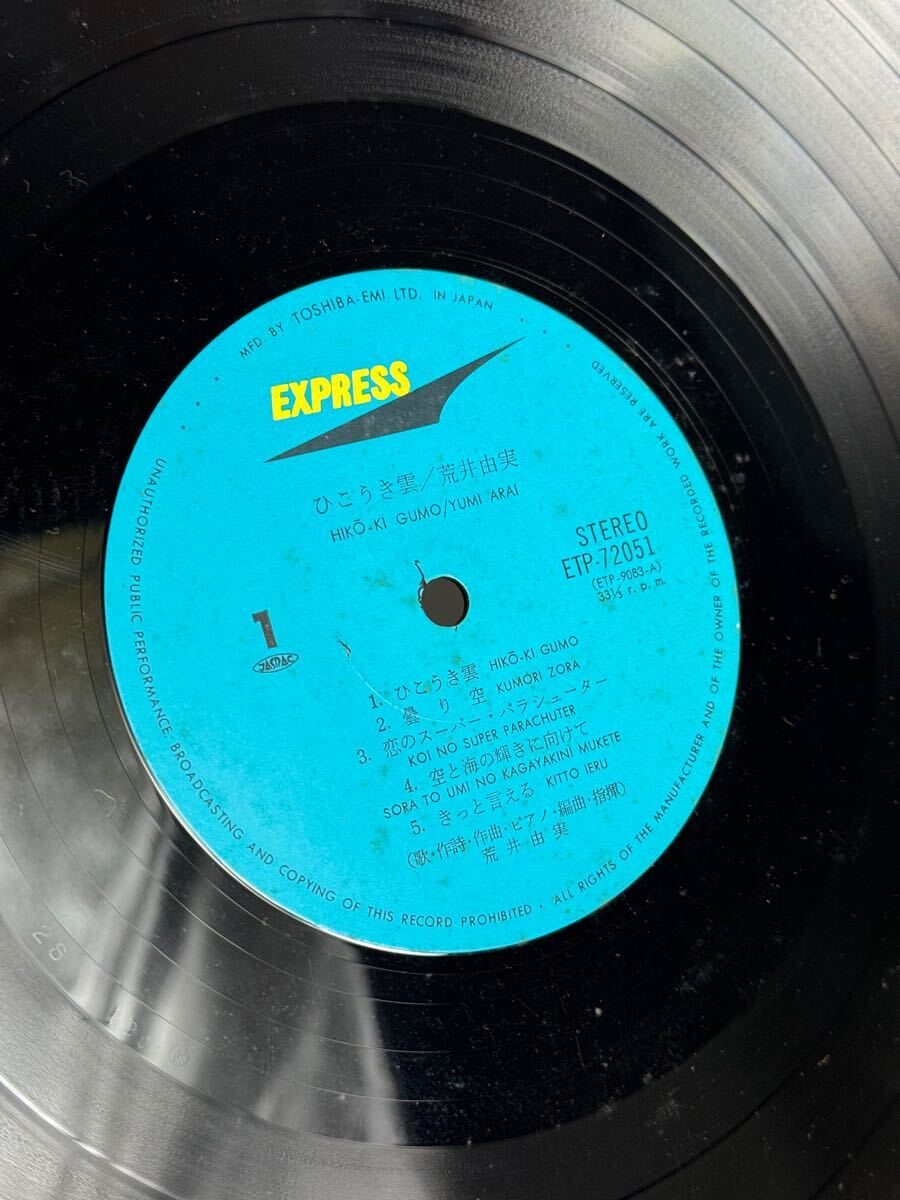 MFD BY TOSHIBA-EMI LTD. IN JAPAN
EXPRESS
ひこうき雲/荒井由実
HIKŌ-KI GUMO/YUMI ARAI
STEREO
ETP-72051
(ETP-9083-A)
33⅓ r. p. m.
1
JASRAC
1. ひこうき雲 HIKŌ-KI GUMO
2.曇り空 KUMORI ZORA
3. 恋のスーパー・パラシューター
KOI NO SUPER PARACHUTER
4. 空と海の輝きに向けて
SORA TO UMI NO KAGAYAKINI MUKETE
5. きっと言える KITTO IERU
(歌・作詩・作曲・ピアノ・編曲・指揮)
荒井由実
UNAUTHORIZED PUBLIC PERFORMANCE, BROADCASTING AND COPYING OF THIS RECORD PROHIBITED • ALL RIGHTS OF THE MANUFACTURER AND OF THE OWNER OF THE RECORDED WORK ARE RESERVED
2S